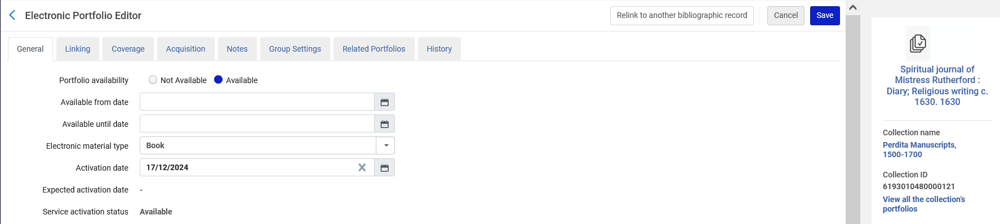 Electronic Portfolio Editor
Relink to another bibliographic record
Cancel
Save
General
Linking
Coverage
Acquisition
Notes
Group Settings
Related Portfolios
History
Portfolio availability
Not Available
Available
Available from date
Available until date
Electronic material type
Book
Activation date
17/12/2024
Expected activation date
-
Service activation status
Available
Spiritual journal of
Mistress Rutherford :
Diary; Religious writing c.
1630. 1630
Collection name
Perdita Manuscripts,
1500-1700
Collection ID
6193010480000121
View all the collection's
portfolios